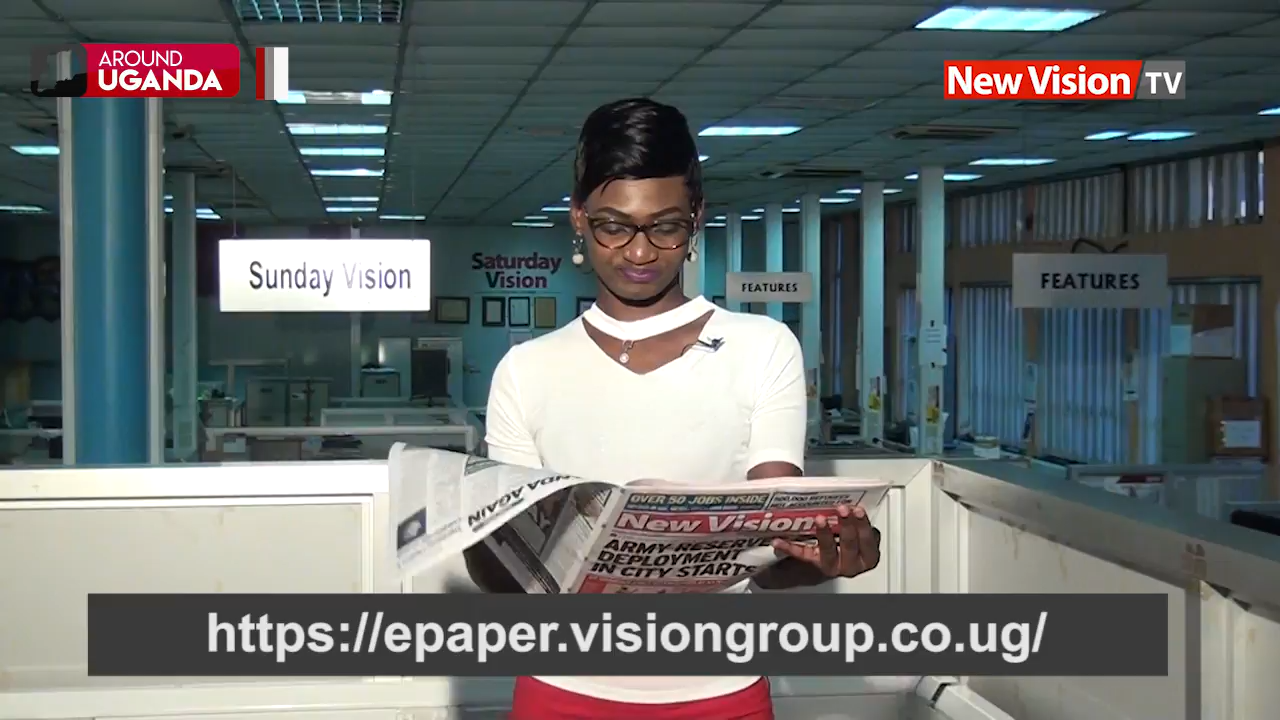 AROUND
UGANDA
New Vision TV
Sunday Vision
Saturday
Vision
FEATURES
FEATURES
AGAIN
OVER 50 JOBS INSIDE
New Vision
ARMY RESERVE
DEPLOYMENT
IN CITY STARTS
https://epaper.visiongroup.co.ug/